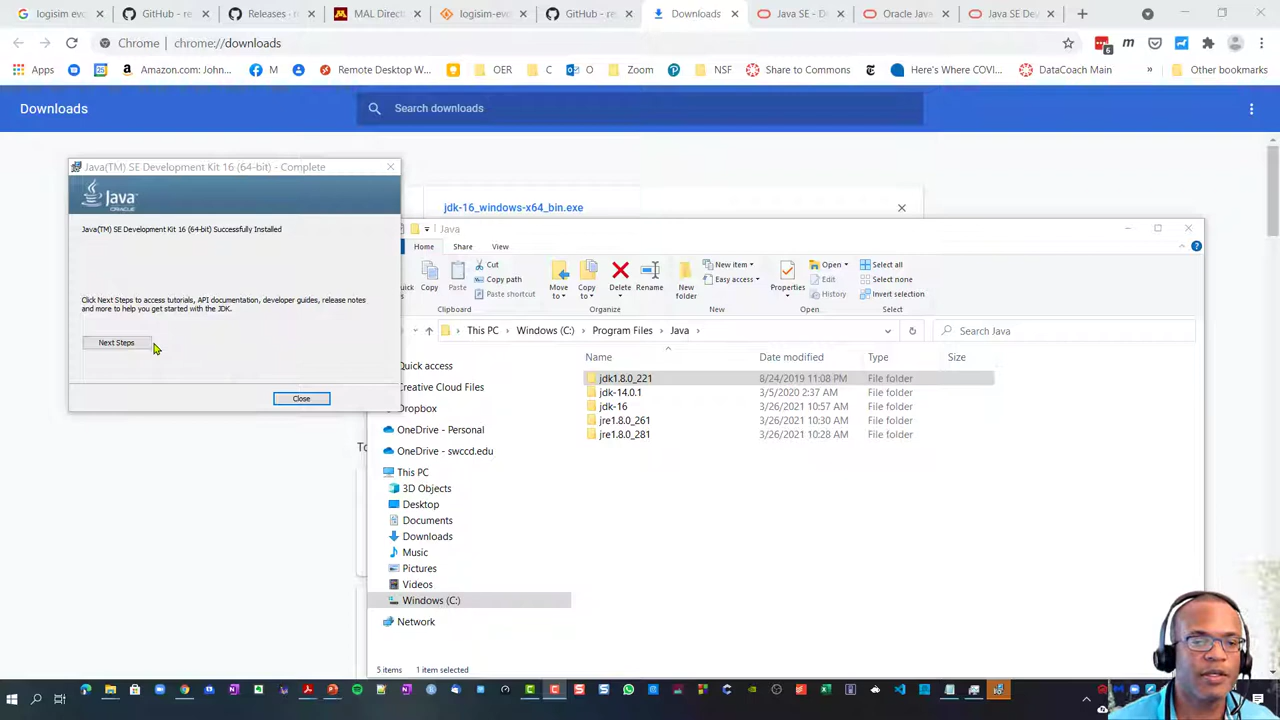 logisim evo
GitHub - re
Releases · r
MAL Direct
logisim-evo
GitHub - re
Downloads
Java SE - D
Oracle Java
Java SE De
Chrome | chrome://downloads
6
Apps
25
Amazon.com: John...
M
Remote Desktop W...
OER
C
O
Zoom
NSF
Share to Commons
Here's Where COVI...
DataCoach Main
»
Other bookmarks
Downloads
Search downloads
Java(TM) SE Development Kit 16 (64-bit) - Complete
Java
ORACLE
Java(TM) SE Development Kit 16 (64-bit) Successfully Installed
Click Next Steps to access tutorials, API documentation, developer guides, release notes
and more to help you get started with the JDK.
Next Steps
Close
jdk-16_windows-x64_bin.exe
Java
Home
Share
View
Copy
Paste
Cut
Copy path
Paste shortcut
Clipboard
Move to
Copy to
Delete
Rename
Organize
New folder
New item
Easy access
New
Properties
Open
Edit
History
Open
Select all
Select none
Invert selection
Select
This PC > Windows (C:) > Program Files > Java >
Search Java
Name
Date modified
Type
Size
jdk1.8.0_221 8/24/2019 11:08 PM File folder
jdk-14.0.1 3/5/2020 2:37 AM File folder
jdk-16 3/26/2021 10:57 AM File folder
jre1.8.0_261 3/26/2021 10:30 AM File folder
jre1.8.0_281 3/26/2021 10:28 AM File folder
Quick access
Creative Cloud Files
Dropbox
OneDrive - Personal
OneDrive - swccd.edu
This PC
3D Objects
Desktop
Documents
Downloads
Music
Pictures
Videos
Windows (C:)
Network
5 items
1 item selected